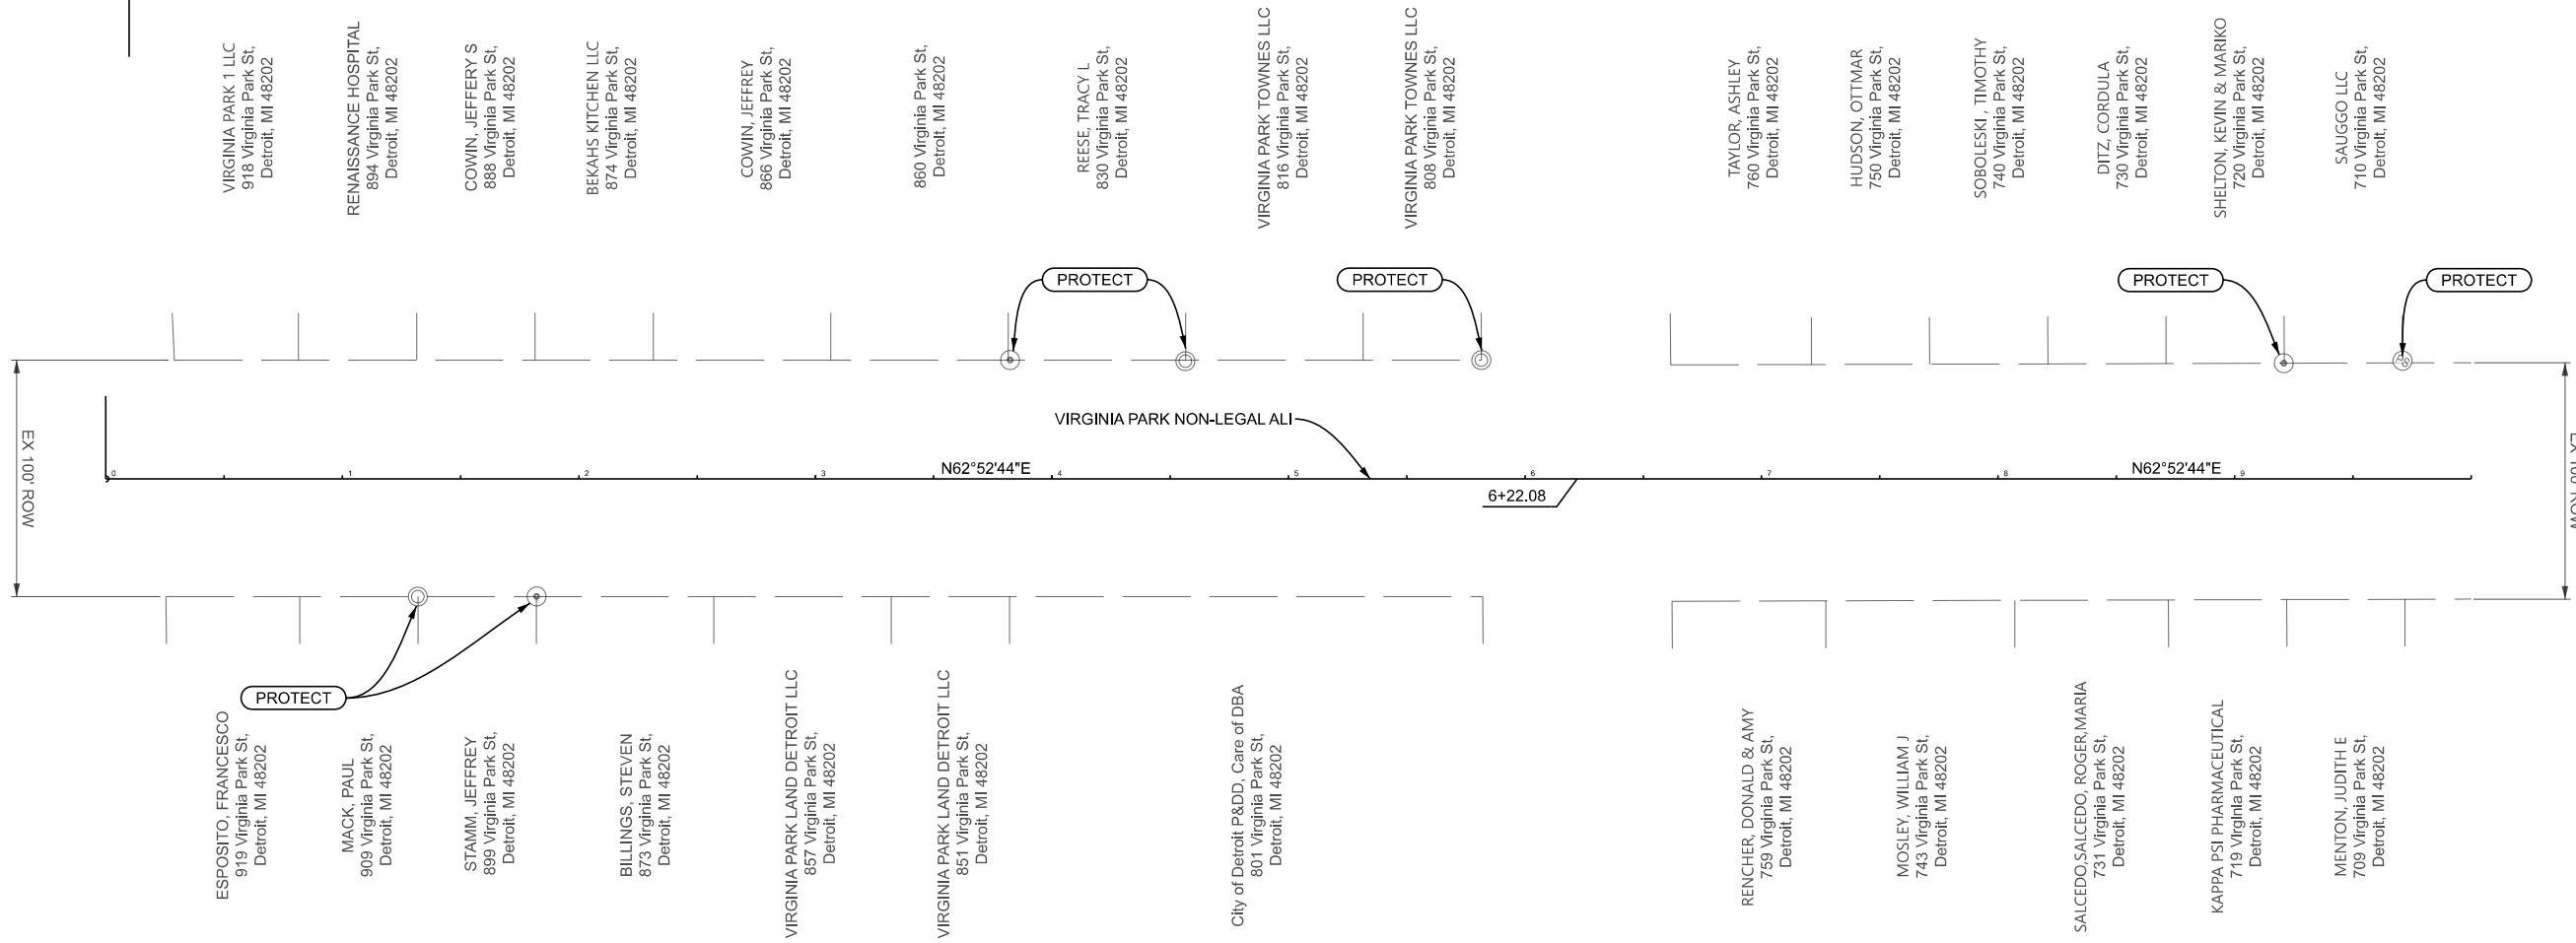 VIRGINIA PARK 1 LLC
918 Virginia Park St,
Detroit, MI 48202
RENAISSANCE HOSPITAL
894 Virginia Park St,
Detroit, MI 48202
COWIN, JEFFERY S
888 Virginia Park St,
Detroit, MI 48202
BEKAHS KITCHEN LLC
874 Virginia Park St,
Detroit, MI 48202
COWIN, JEFFREY
866 Virginia Park St,
Detroit, MI 48202
860 Virginia Park St,
Detroit, MI 48202
REESE, TRACY L
830 Virginia Park St,
Detroit, MI 48202
VIRGINIA PARK TOWNES LLC
816 Virginia Park St,
Detroit, MI 48202
VIRGINIA PARK TOWNES LLC
808 Virginia Park St,
Detroit, MI 48202
TAYLOR, ASHLEY
760 Virginia Park St,
Detroit, MI 48202
HUDSON, OTTMAR
750 Virginia Park St,
Detroit, MI 48202
SOBOLESKI , TIMOTHY
740 Virginia Park St,
Detroit, MI 48202
DITZ, CORDULA
730 Virginia Park St,
Detroit, MI 48202
SHELTON, KEVIN & MARIKO
720 Virginia Park St,
Detroit, MI 48202
SAUGGO LLC
710 Virginia Park St,
Detroit, MI 48202
PROTECT
PROTECT
PROTECT
PROTECT
EX 100' ROW
VIRGINIA PARK NON-LEGAL ALI
EX 100' ROW
N62°52'44"E
N62°52'44"E
0 1 2 3 4 5 6 7 8 9
6+22.08
PROTECT
ESPOSITO, FRANCESCO
919 Virginia Park St,
Detroit, MI 48202
MACK, PAUL
909 Virginia Park St,
Detroit, MI 48202
STAMM, JEFFREY
899 Virginia Park St,
Detroit, MI 48202
BILLINGS, STEVEN
873 Virginia Park St,
Detroit, MI 48202
VIRGINIA PARK LAND DETROIT LLC
857 Virginia Park St,
Detroit, MI 48202
VIRGINIA PARK LAND DETROIT LLC
851 Virginia Park St,
Detroit, MI 48202
City of Detroit P&DD, Care of DBA
801 Virginia Park St,
Detroit, MI 48202
RENCHER, DONALD & AMY
759 Virginia Park St,
Detroit, MI 48202
MOSLEY, WILLIAM J
743 Virginia Park St,
Detroit, MI 48202
SALCEDO,SALCEDO, ROGER,MARIA
731 Virginia Park St,
Detroit, MI 48202
KAPPA PSI PHARMACEUTICAL
719 Virginia Park St,
Detroit, MI 48202
MENTON, JUDITH E
709 Virginia Park St,
Detroit, MI 48202